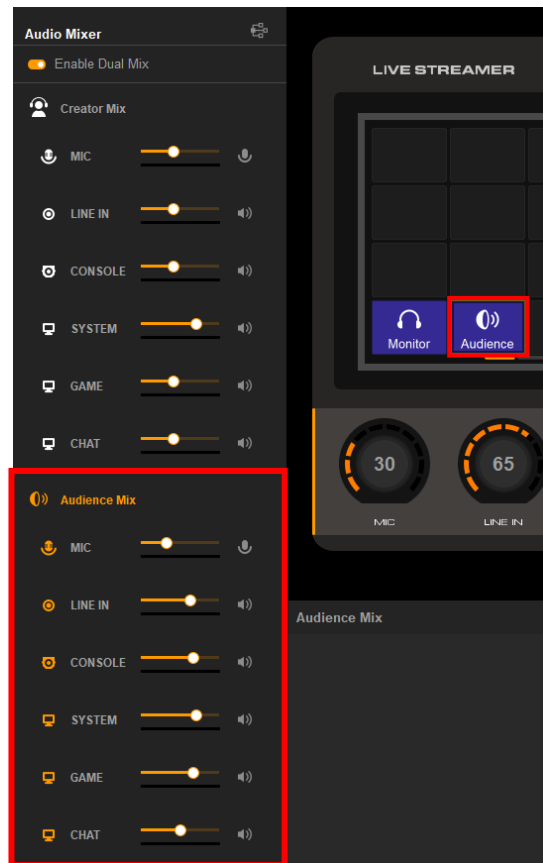 Audio Mixer
Enable Dual Mix
Creator Mix
MIC
LINE IN
CONSOLE
SYSTEM
GAME
CHAT
Audience Mix
MIC
LINE IN
CONSOLE
SYSTEM
GAME
CHAT
LIVE STREAMER
Monitor Audience
30 65
MIC LINE IN
Audience Mix